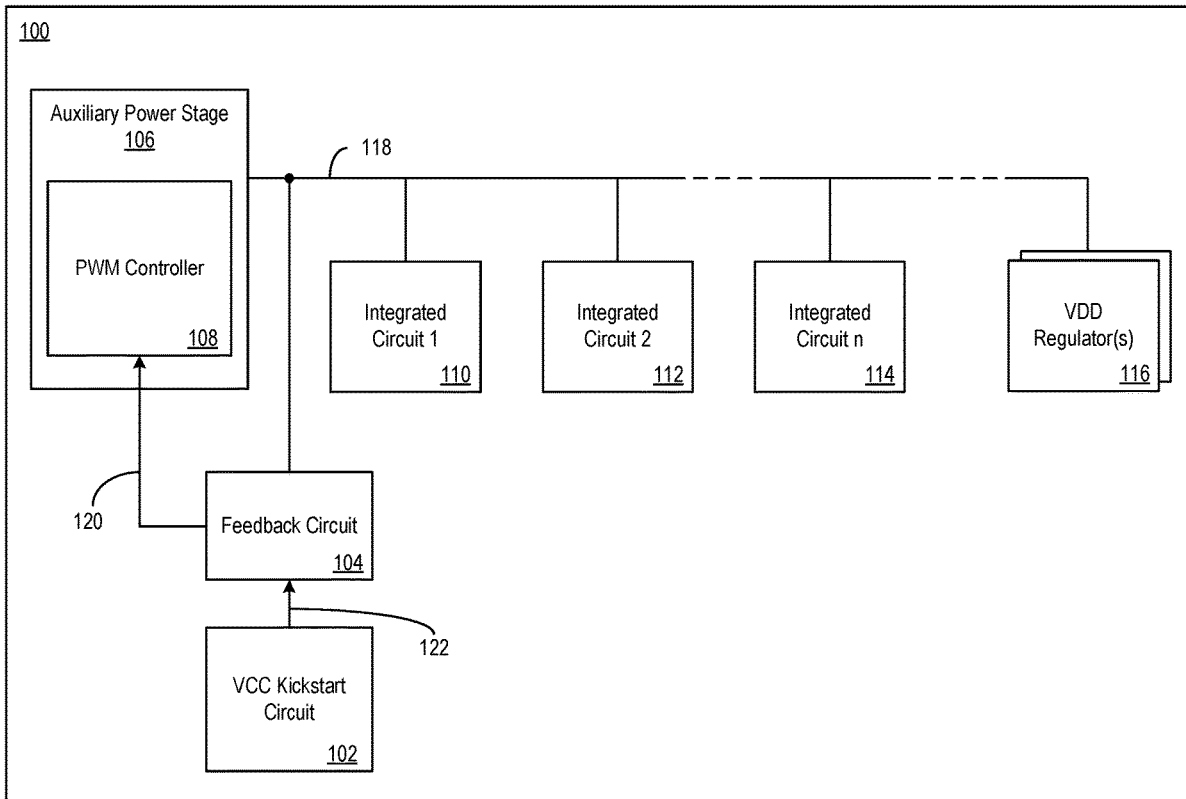 100
Auxiliary Power Stage
106
118
PWM Controller
108
Integrated
Circuit 1
110
Integrated
Circuit 2
112
Integrated
Circuit n
114
VDD
Regulator(s)
116
120
Feedback Circuit
104
122
VCC Kickstart
Circuit
102